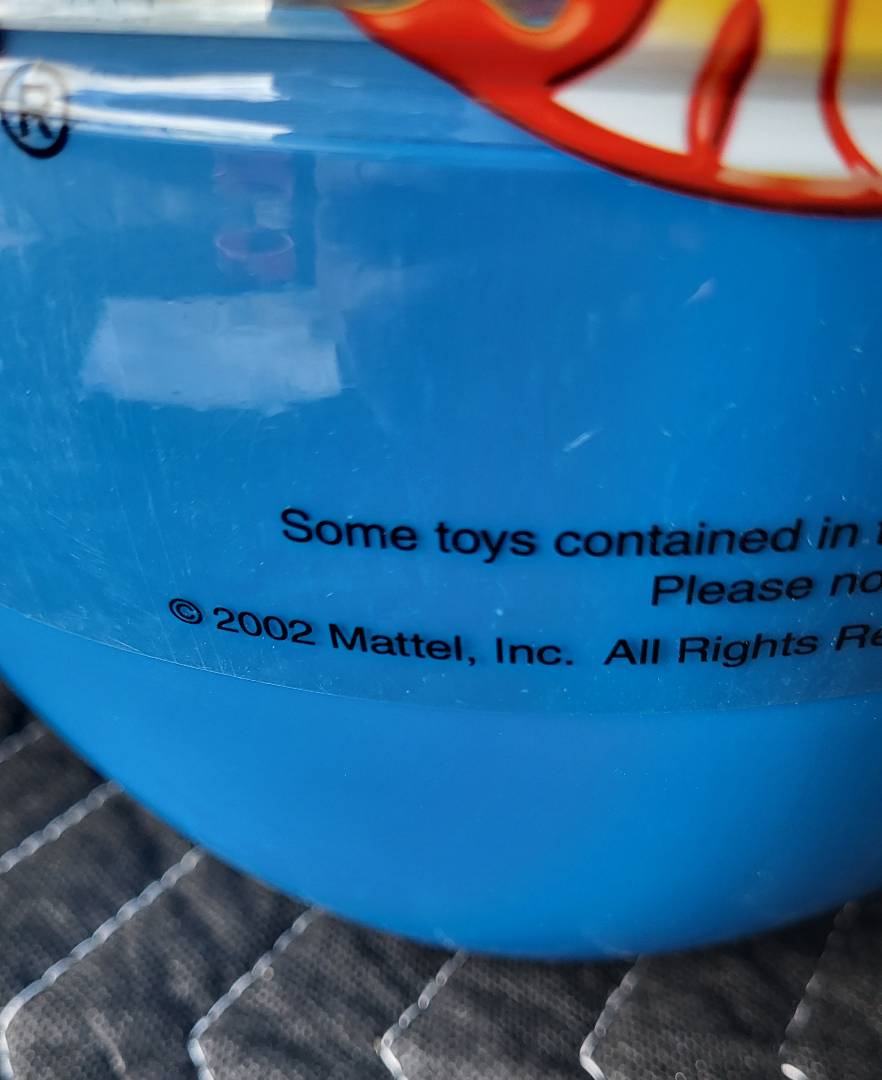 ®
Some toys contained in
Please
© 2002 Mattel, Inc. All Rights